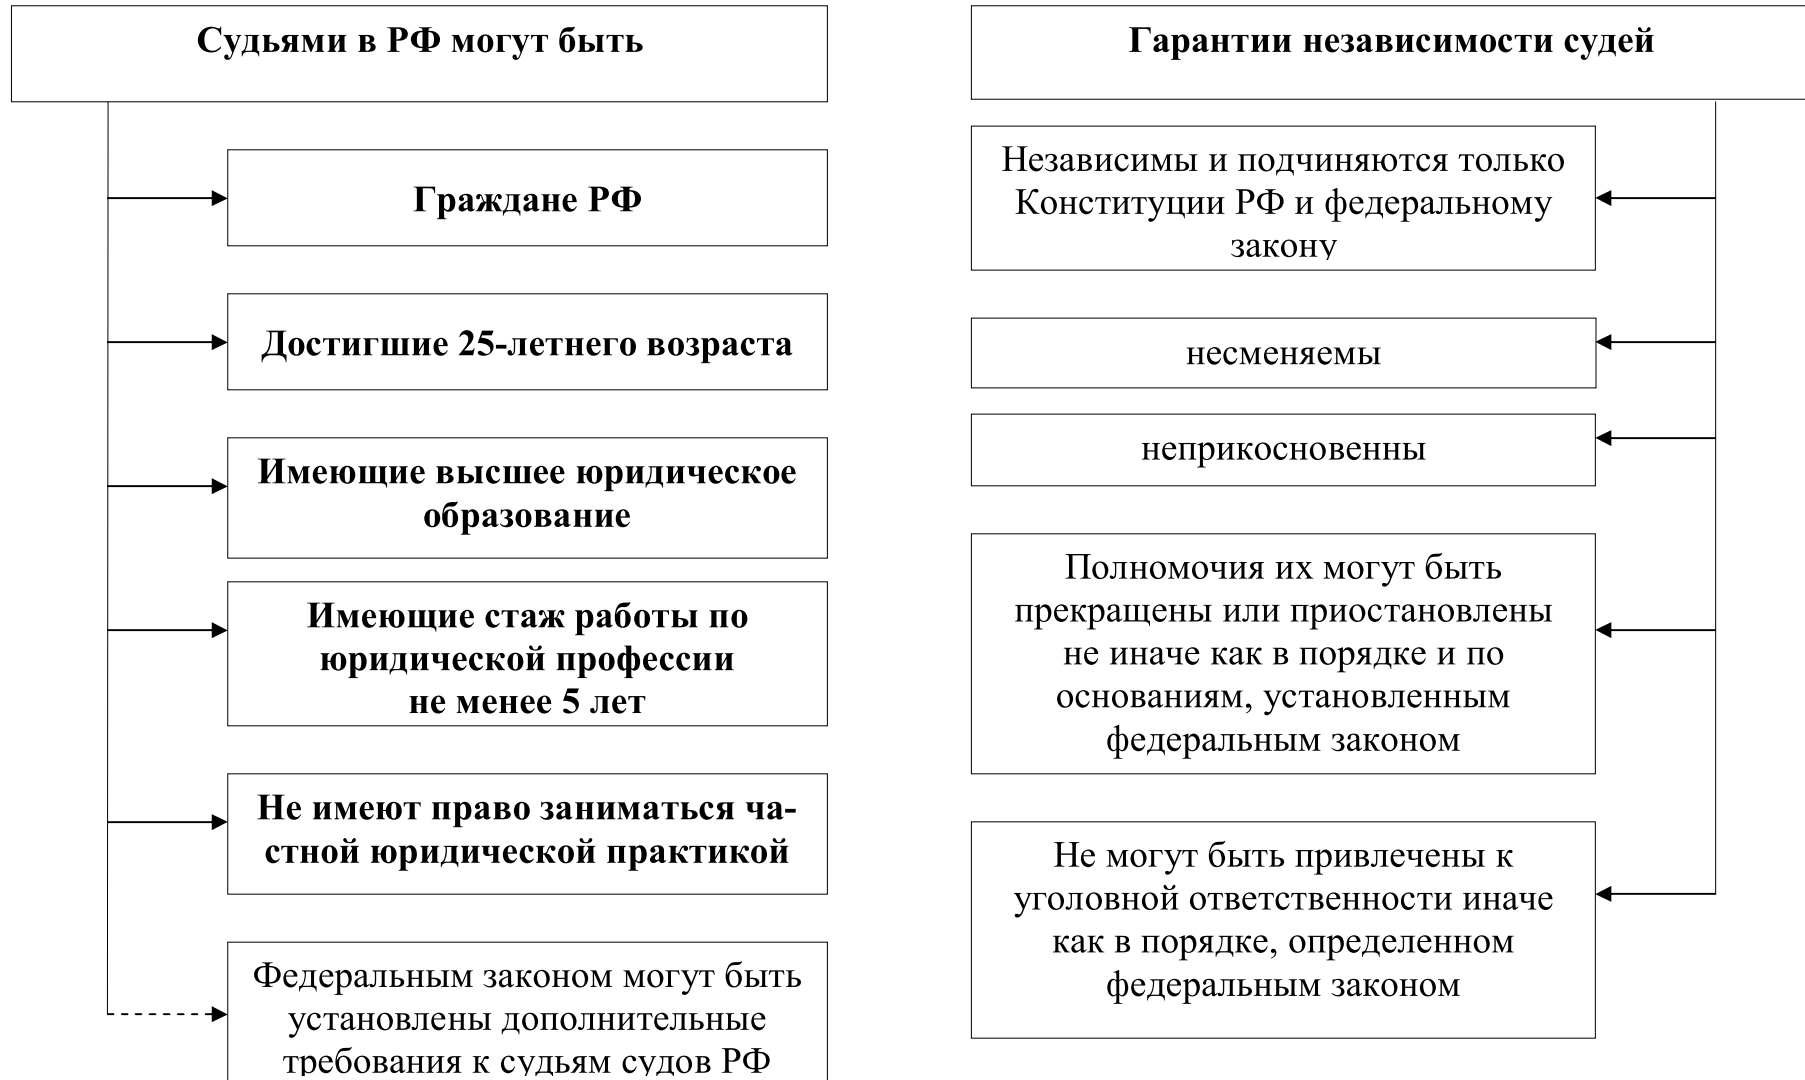 Судьями в РФ могут быть
Граждане РФ
Достигшие 25-летнего возраста
Имеющие высшее юридическое
образование
Имеющие стаж работы по
юридической профессии
не менее 5 лет
Не имеют право заниматься ча-
стной юридической практикой
Федеральным законом могут быть
установлены дополнительные
требования к судьям судов РФ
Гарантии независимости судей
Независимы и подчиняются только
Конституции РФ и федеральному
закону
несменяемы
неприкосновенны
Полномочия их могут быть
прекращены или приостановлены
не иначе как в порядке и по
основаниям, установленным
федеральным законом
Не могут быть привлечены к
уголовной ответственности иначе
как в порядке, определенном
федеральным законом